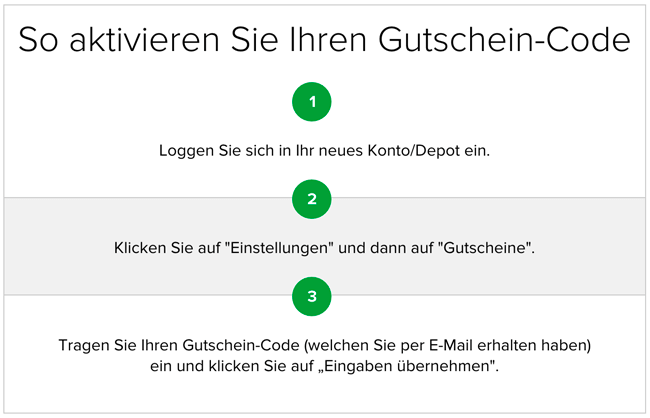 So aktivieren Sie Ihren Gutschein-Code
1
Loggen Sie sich in Ihr neues Konto/Depot ein.
2
Klicken Sie auf "Einstellungen" und dann auf "Gutscheine".
3
Tragen Sie Ihren Gutschein-Code (welchen Sie per E-Mail erhalten haben)
ein und klicken Sie auf „Eingaben übernehmen".